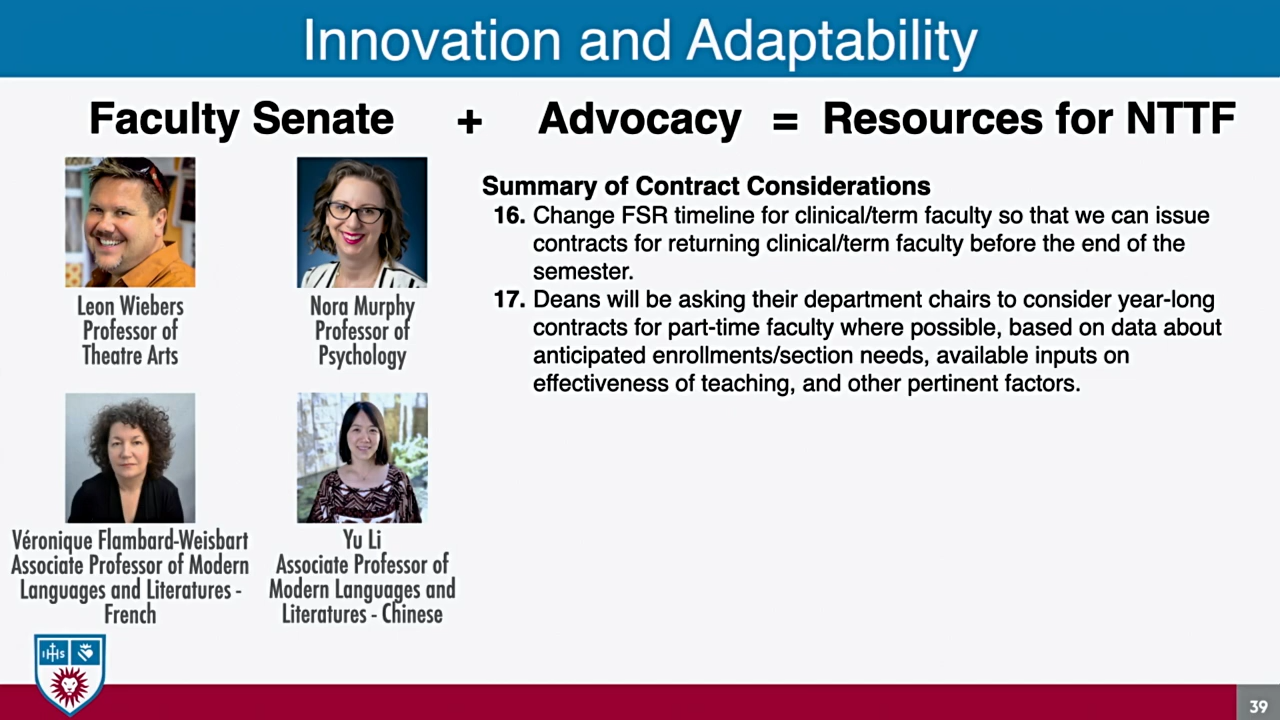 Innovation and Adaptability
Faculty Senate + Advocacy = Resources for NTTF
Leon Wiebers
Professor of
Theatre Arts
Nora Murphy
Professor of
Psychology
Véronique Flambard-Weisbart
Associate Professor of Modern
Languages and Literatures -
French
Yu Li
Associate Professor of
Modern Languages and
Literatures - Chinese
Summary of Contract Considerations
16. Change FSR timeline for clinical/term faculty so that we can issue
contracts for returning clinical/term faculty before the end of the
semester.
17. Deans will be asking their department chairs to consider year-long
contracts for part-time faculty where possible, based on data about
anticipated enrollments/section needs, available inputs on
effectiveness of teaching, and other pertinent factors.
IHS
39